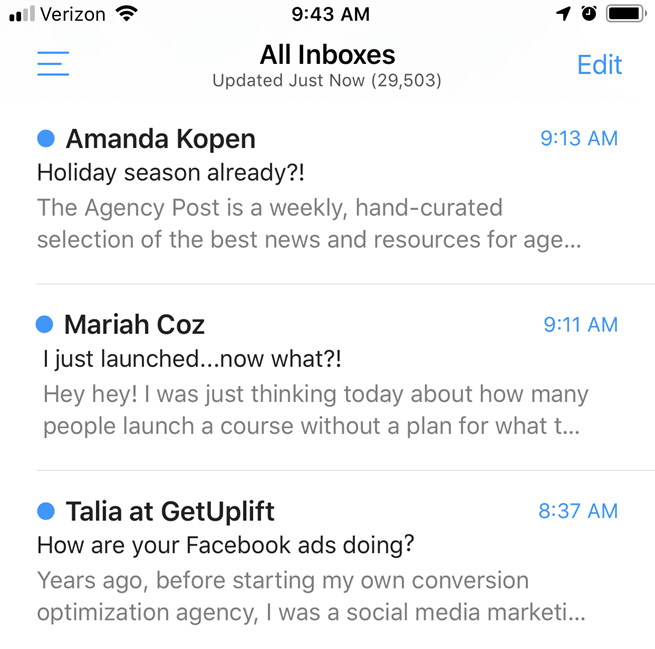 Verizon 9:43 AM
All Inboxes
Edit
Updated Just Now (29,503)
Amanda Kopen 9:13 AM
Holiday season already?!
The Agency Post is a weekly, hand-curated
selection of the best news and resources for age...
Mariah Coz 9:11 AM
I just launched...now what?!
Hey hey! I was just thinking today about how many
people launch a course without a plan for what t...
Talia at GetUplift 8:37 AM
How are your Facebook ads doing?
Years ago, before starting my own conversion
optimization agency, I was a social media marketi...